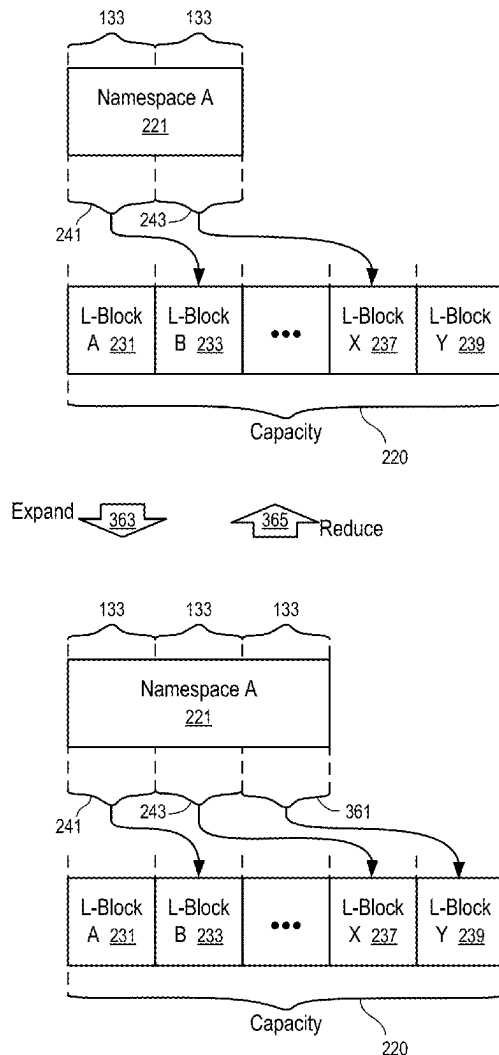 133 133
Namespace A
221
241 243
L-Block L-Block L-Block L-Block
A 231 B 233 ••• X 237 Y 239
Capacity 220
Expand 363 365 Reduce
133 133 133
Namespace A
221
241 243 361
L-Block L-Block L-Block L-Block
A 231 B 233 ••• X 237 Y 239
Capacity 220